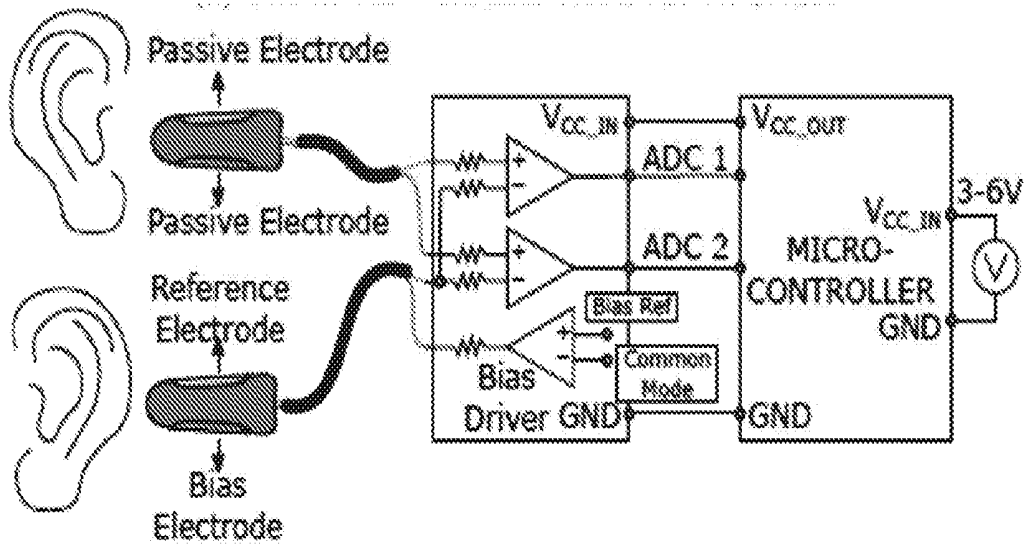 Passive Electrode
Passive Electrode
Reference
Electrode
Bias
Electrode
V_CC_IN
V_CC_OUT
ADC 1
ADC 2
+
−
+
−
+
−
Bias Ref
Common
Mode
Bias
Driver
GND
GND
V_CC_IN
3-6V
MICRO-
CONTROLLER
GND
V